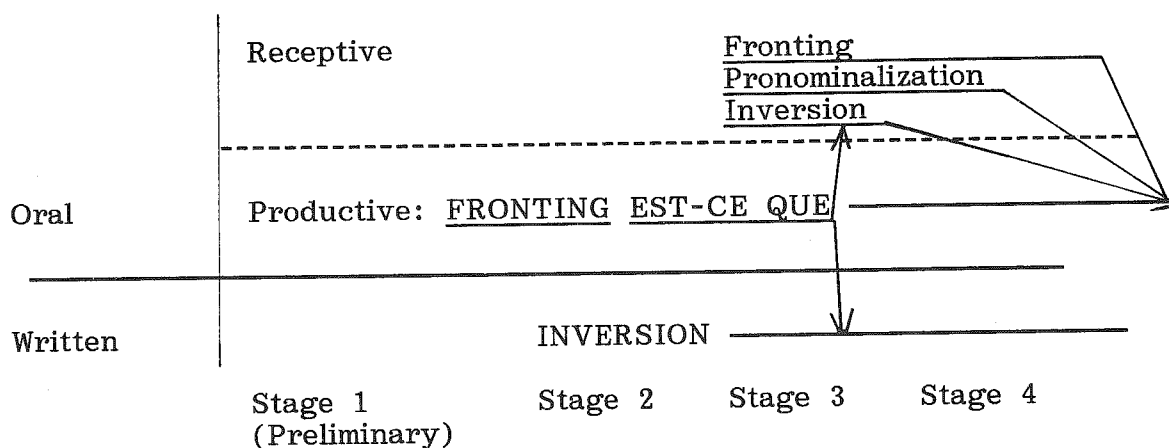 Receptive
Fronting
Pronominalization
Inversion
Oral
Productive: FRONTING EST-CE QUE
Written
INVERSION
Stage 1
(Preliminary)
Stage 2
Stage 3
Stage 4